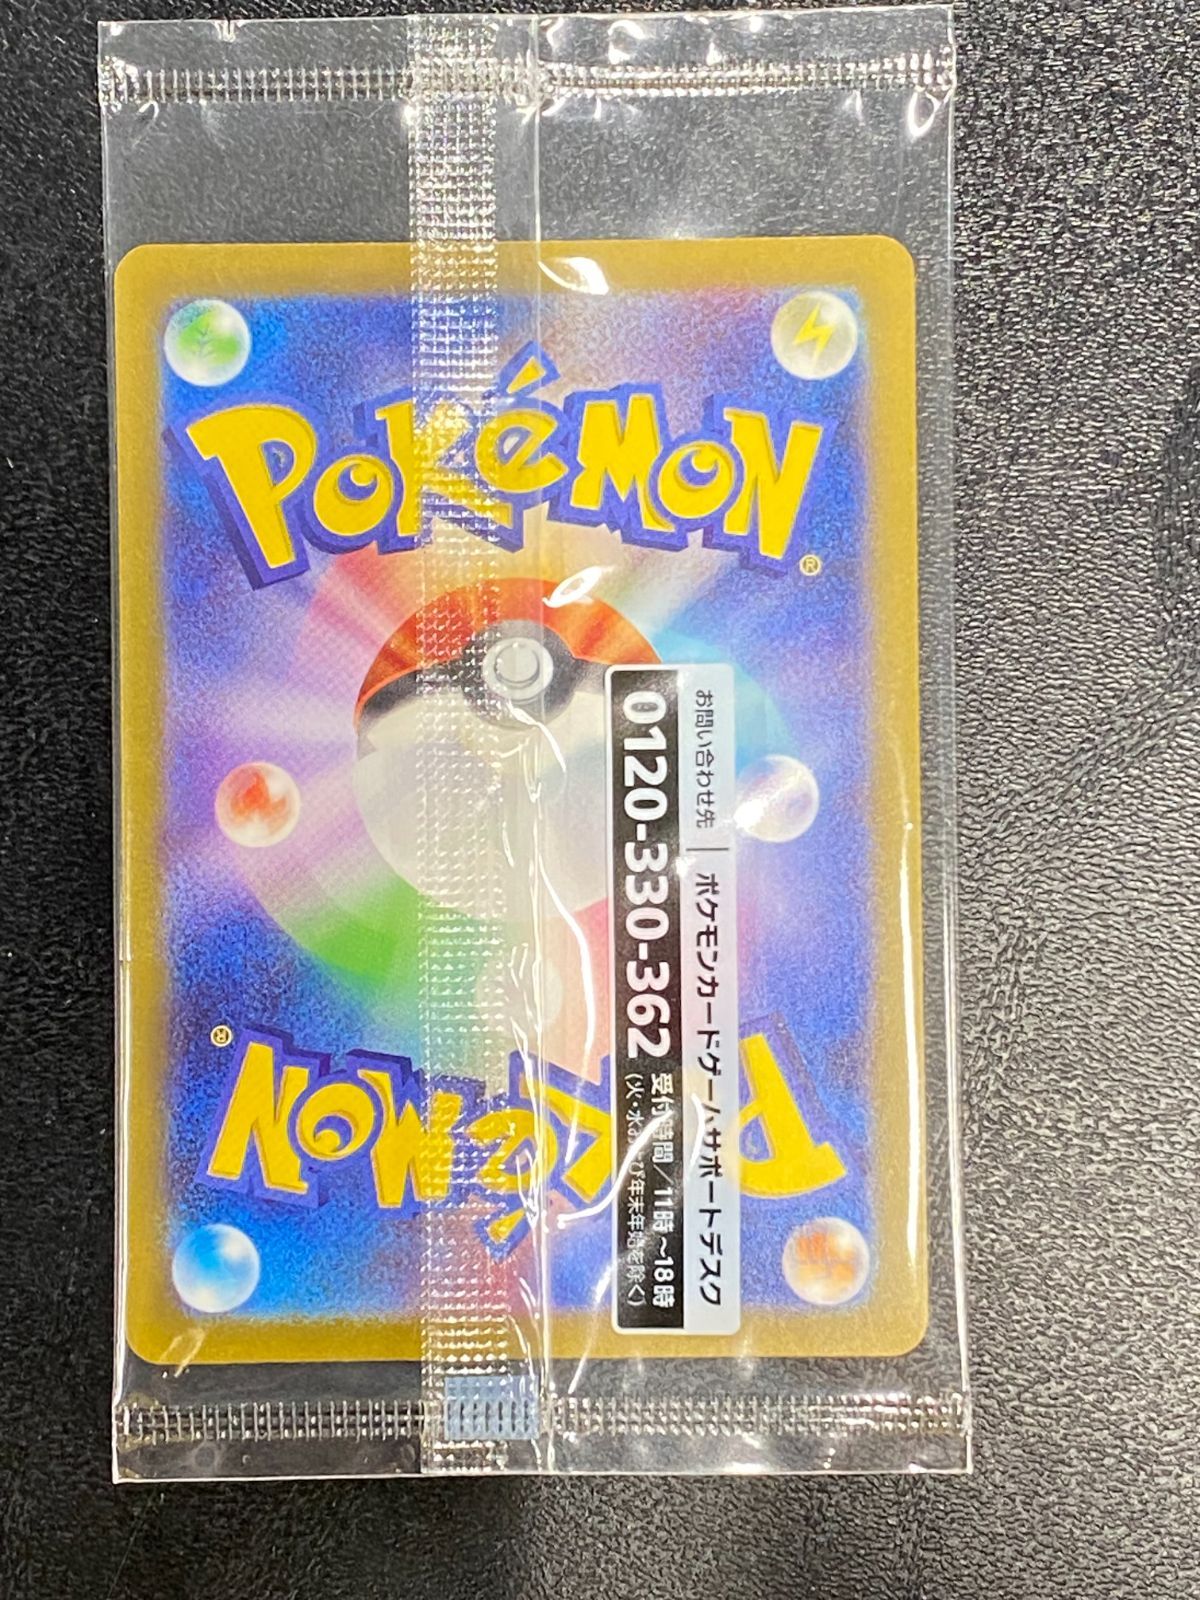 POKéMON
®
お問い合わせ先 | ポケモンカードゲームサポートデスク
0120-330-362 受付時間/11時~18時
(火・水および年末年始を除く)
POKéMON
®